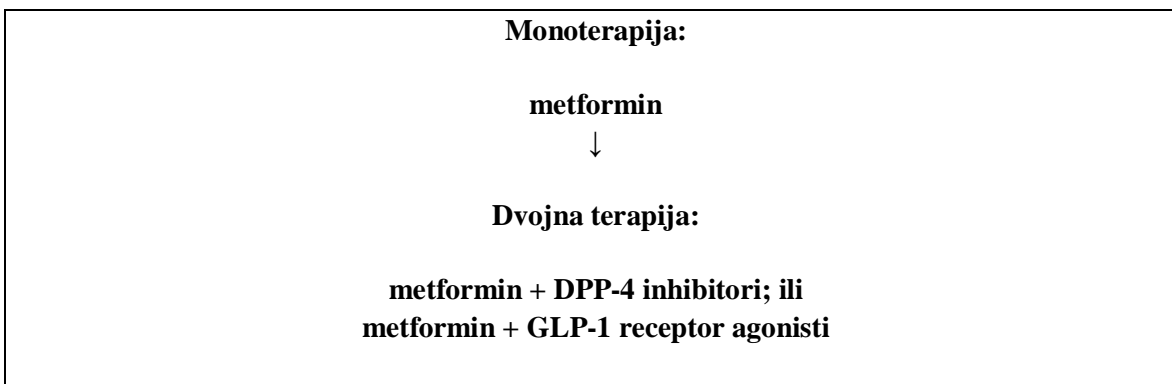 Monoterapija:
metformin
↓
Dvojna terapija:
metformin + DPP-4 inhibitori; ili
metformin + GLP-1 receptor agonisti